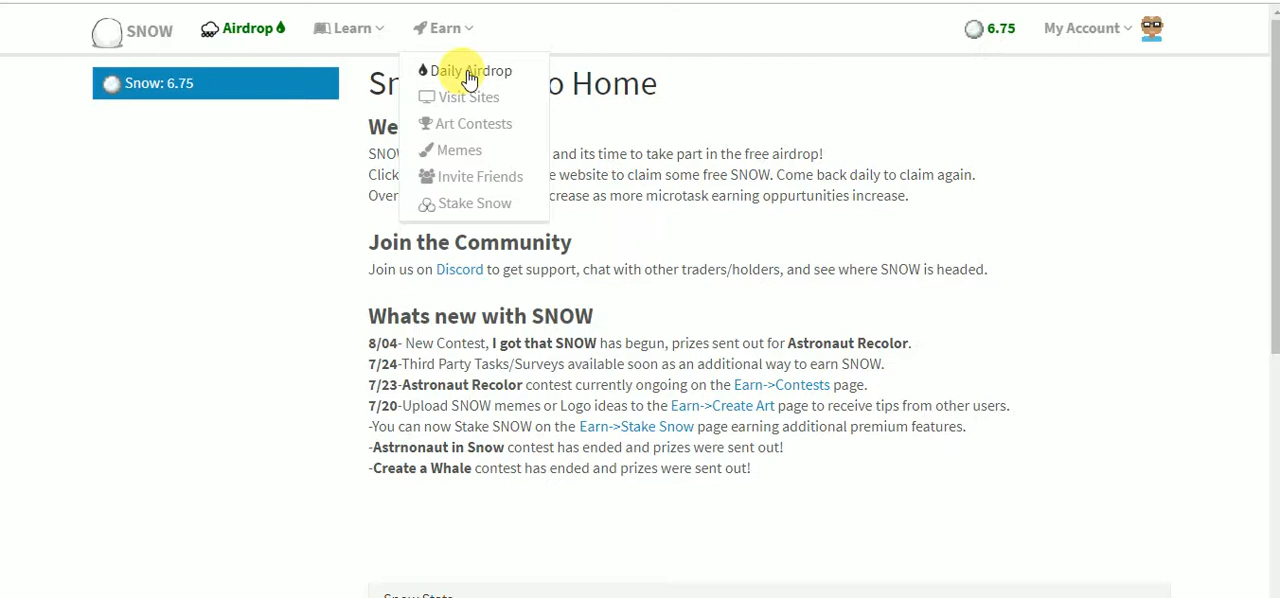 SNOW Airdrop Learn Earn 6.75 My Account
Daily Airdrop
Visit Sites
Art Contests
Memes
Invite Friends
Stake Snow
Snow: 6.75
Sn o Home
We
SNO and its time to take part in the free airdrop!
Click e website to claim some free SNOW. Come back daily to claim again.
Over crease as more microtask earning oppurtunities increase.
Join the Community
Join us on Discord to get support, chat with other traders/holders, and see where SNOW is headed.
Whats new with SNOW
8/04- New Contest, I got that SNOW has begun, prizes sent out for Astronaut Recolor.
7/24-Third Party Tasks/Surveys available soon as an additional way to earn SNOW.
7/23-Astronaut Recolor contest currently ongoing on the Earn->Contests page.
7/20-Upload SNOW memes or Logo ideas to the Earn->Create Art page to receive tips from other users.
-You can now Stake SNOW on the Earn->Stake Snow page earning additional premium features.
-Astrnonaut in Snow contest has ended and prizes were sent out!
-Create a Whale contest has ended and prizes were sent out!
Snow Stats